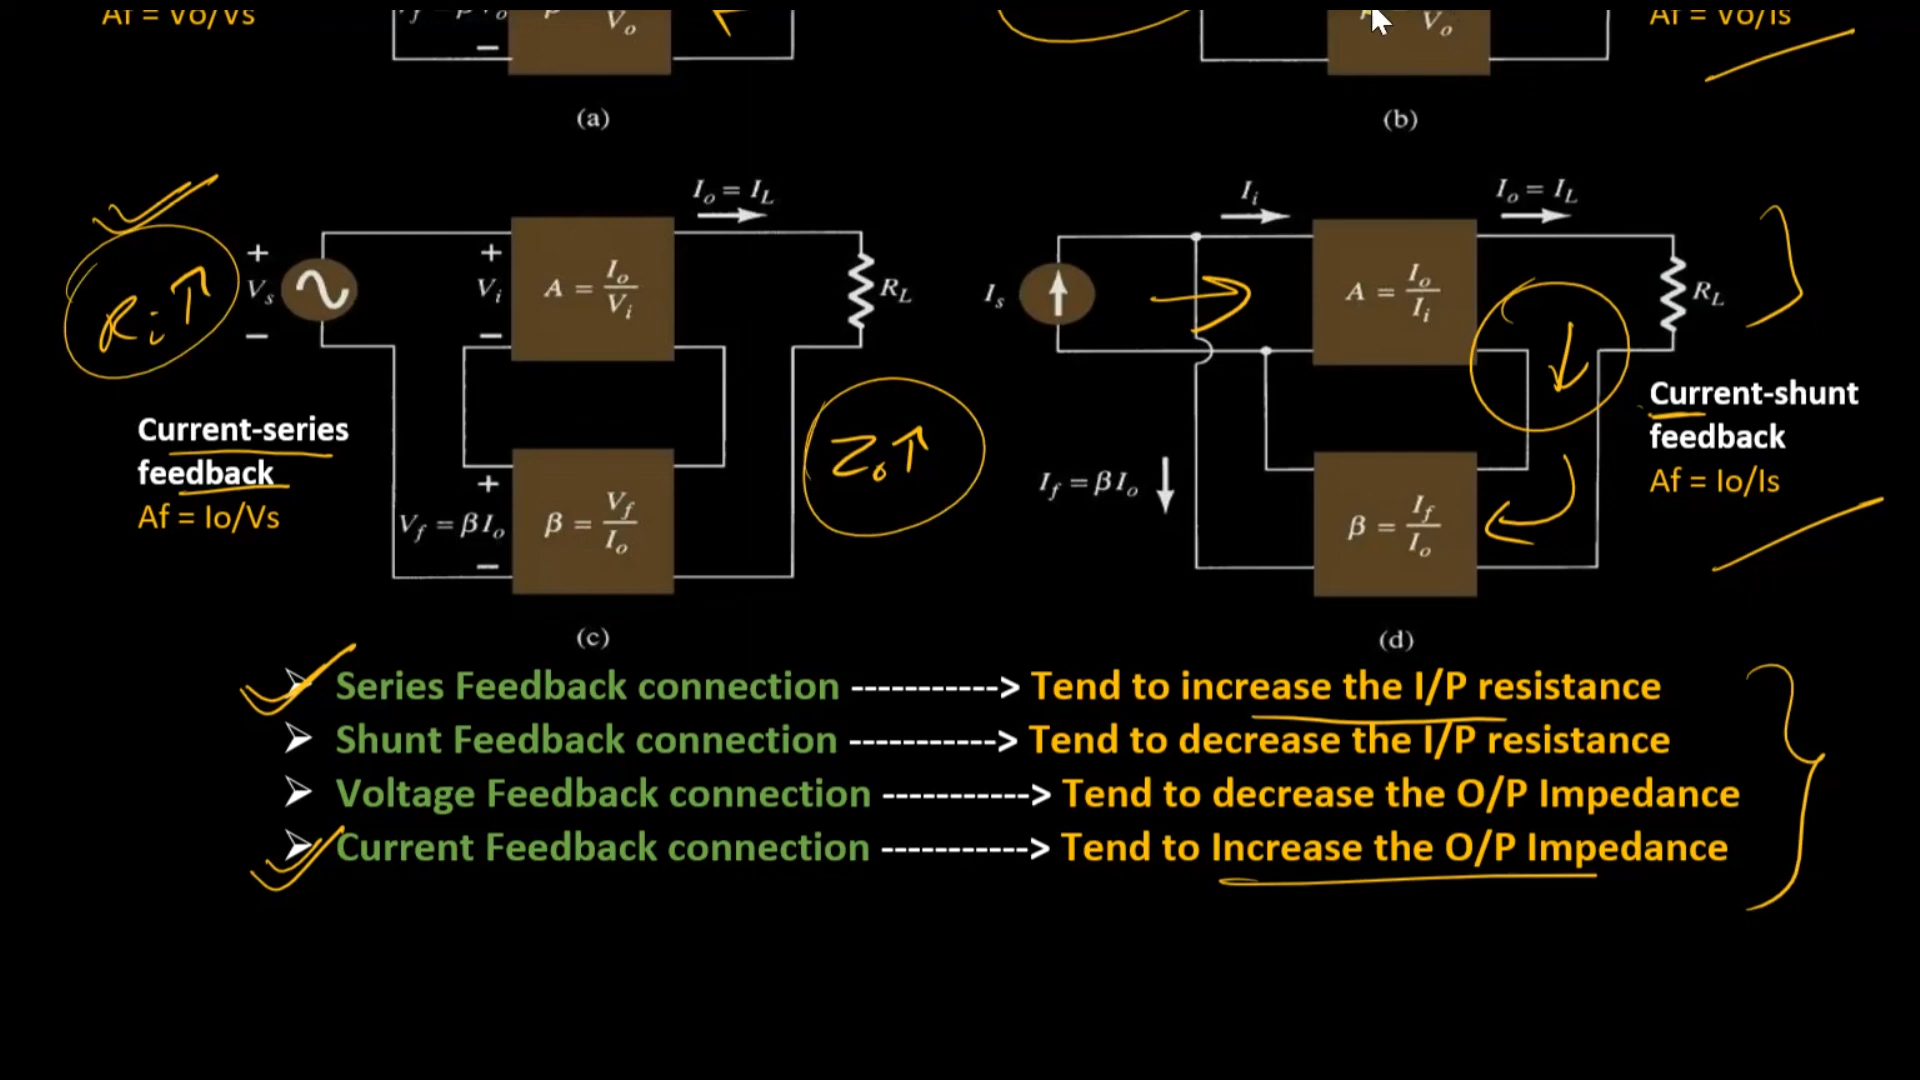 Af = Vo/Vs
Vo
Vo
Af = Vo/Is
(a)
(b)
Io = IL
+
Vs
−
+
Vi
−
A = Io/Vi
RL
Ri↑
Current-series
feedback
Af = Io/Vs
+
Vf = βIo
−
β = Vf/Io
Zo↑
(c)
Ii
Io = IL
Is
A = Io/Ii
RL
Current-shunt
feedback
Af = Io/Is
If = βIo
β = If/Io
(d)
➢ Series Feedback connection -----------> Tend to increase the I/P resistance
➢ Shunt Feedback connection -----------> Tend to decrease the I/P resistance
➢ Voltage Feedback connection -----------> Tend to decrease the O/P Impedance
➢ Current Feedback connection -----------> Tend to Increase the O/P Impedance